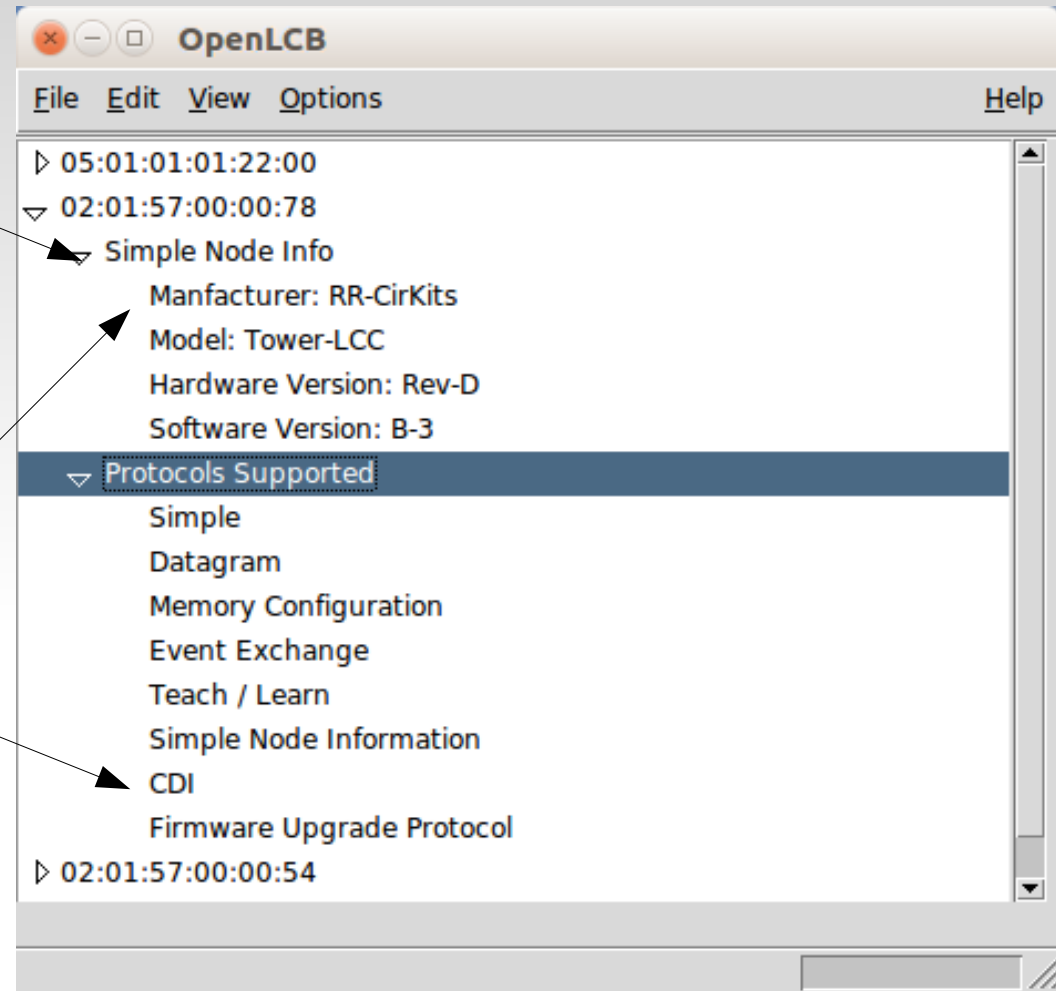 OpenLCB
File Edit View Options Help
05:01:01:01:22:00
02:01:57:00:00:78
Simple Node Info
Manfacturer: RR-CirKits
Model: Tower-LCC
Hardware Version: Rev-D
Software Version: B-3
Protocols Supported
Simple
Datagram
Memory Configuration
Event Exchange
Teach / Learn
Simple Node Information
CDI
Firmware Upgrade Protocol
02:01:57:00:00:54